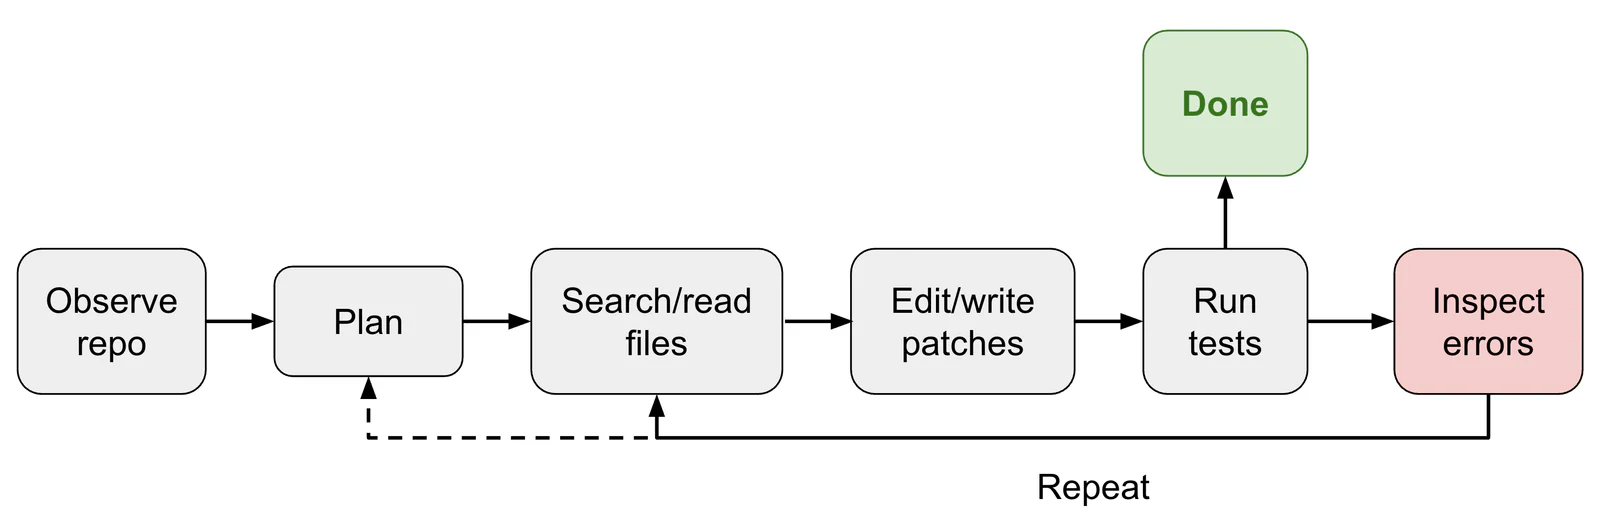 Done
Observe
repo
Plan
Search/read
files
Edit/write
patches
Run
tests
Inspect
errors
Repeat